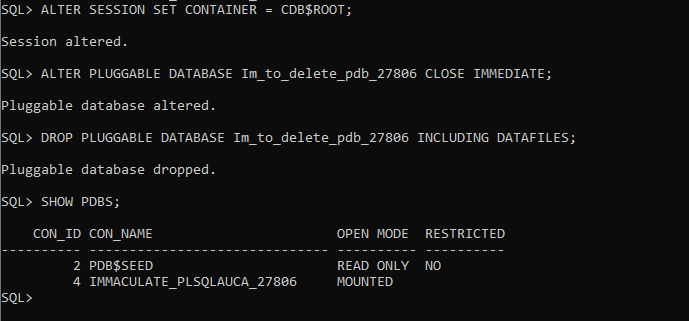 SQL> ALTER SESSION SET CONTAINER = CDB$ROOT;
Session altered.
SQL> ALTER PLUGGABLE DATABASE Im_to_delete_pdb_27806 CLOSE IMMEDIATE;
Pluggable database altered.
SQL> DROP PLUGGABLE DATABASE Im_to_delete_pdb_27806 INCLUDING DATAFILES;
Pluggable database dropped.
SQL> SHOW PDBS;
    CON_ID CON_NAME                       OPEN MODE  RESTRICTED
---------- ------------------------------ ---------- ----------
         2 PDB$SEED                       READ ONLY  NO
         4 IMMACULATE_PLSQLAUCA_27806     MOUNTED
SQL>